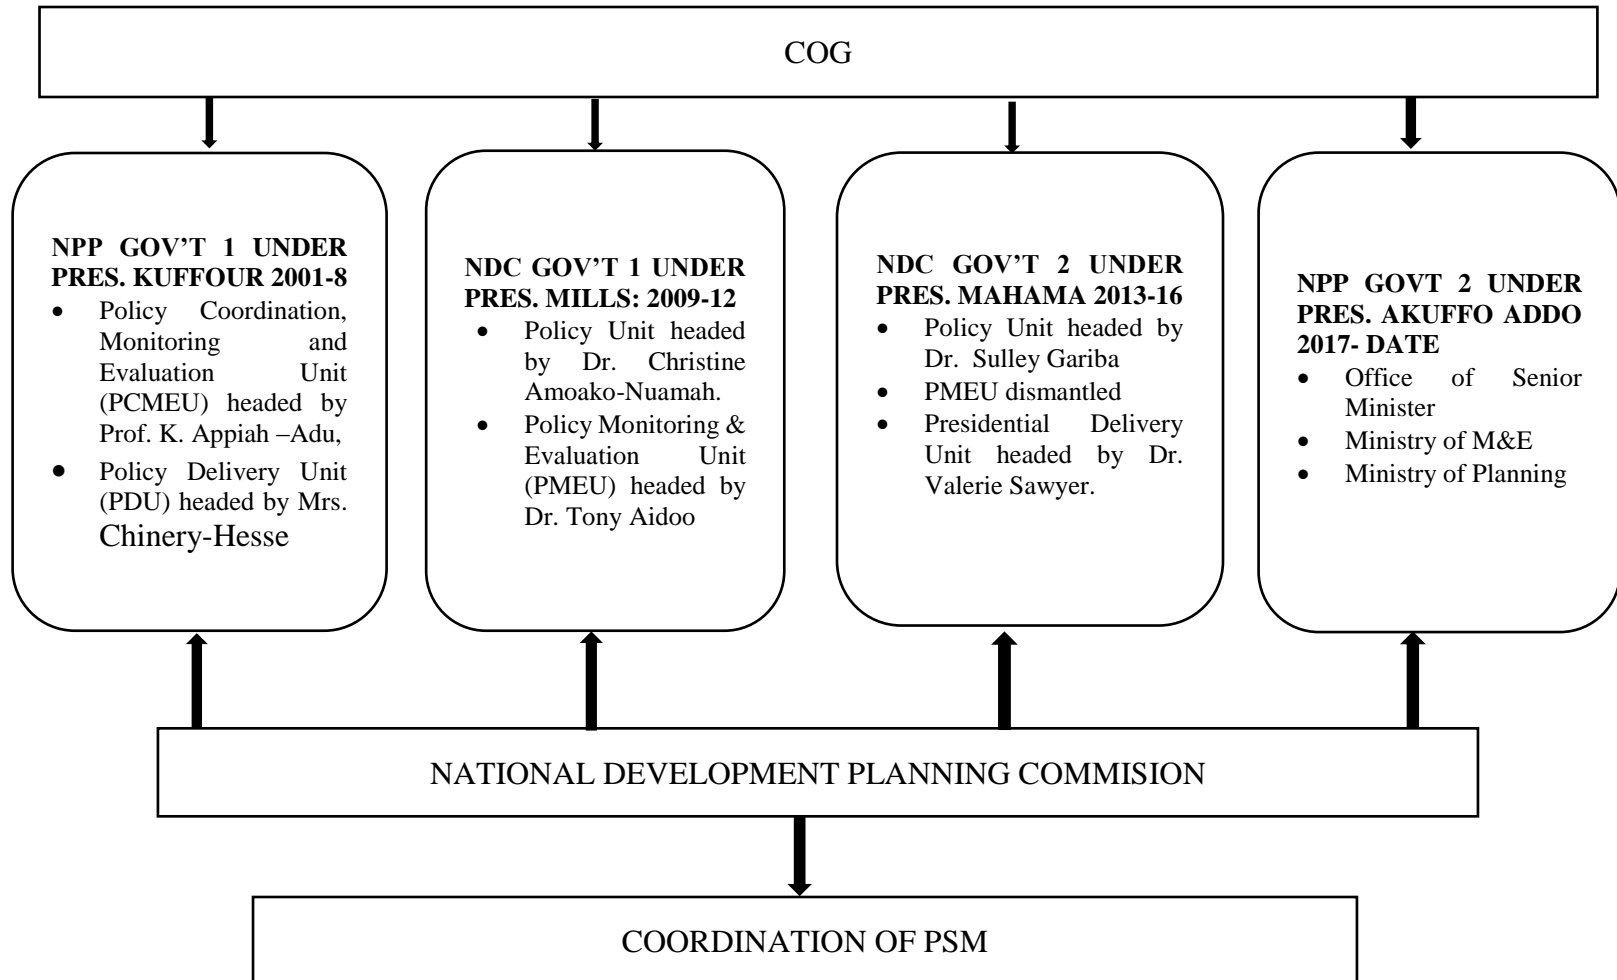 COG
NPP GOV’T 1 UNDER
PRES. KUFFOUR 2001-8
• Policy Coordination,
Monitoring and
Evaluation Unit
(PCMEU) headed by
Prof. K. Appiah –Adu,
• Policy Delivery Unit
(PDU) headed by Mrs.
Chinery-Hesse
NDC GOV’T 1 UNDER
PRES. MILLS: 2009-12
• Policy Unit headed
by Dr. Christine
Amoako-Nuamah.
• Policy Monitoring &
Evaluation Unit
(PMEU) headed by
Dr. Tony Aidoo
NDC GOV’T 2 UNDER
PRES. MAHAMA 2013-16
• Policy Unit headed by
Dr. Sulley Gariba
• PMEU dismantled
• Presidential Delivery
Unit headed by Dr.
Valerie Sawyer.
NPP GOVT 2 UNDER
PRES. AKUFFO ADDO
2017- DATE
• Office of Senior
Minister
• Ministry of M&E
• Ministry of Planning
NATIONAL DEVELOPMENT PLANNING COMMISION
COORDINATION OF PSM